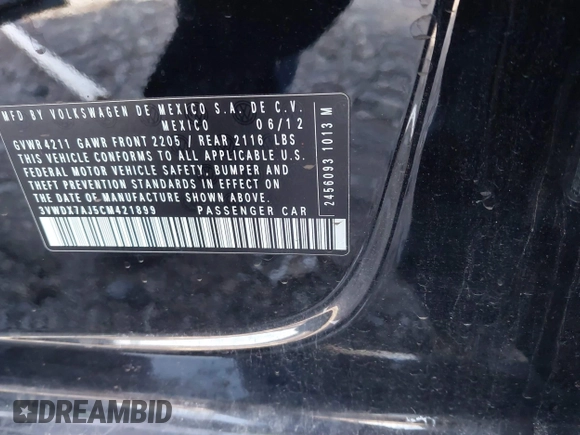 MFD BY VOLKSWAGEN DE MEXICO S.A. DE C.V.
MEXICO 06/12
GVWR 4211 GAWR FRONT 2205 / REAR 2116 LBS
THIS VEHICLE CONFORMS TO ALL APPLICABLE U.S.
FEDERAL MOTOR VEHICLE SAFETY, BUMPER AND
THEFT PREVENTION STANDARDS IN EFFECT ON
THE DATE OF MANUFACTURE SHOWN ABOVE.
3VWDX7AJ5CM421899 PASSENGER CAR
2456093 1013 M
DREAMBID